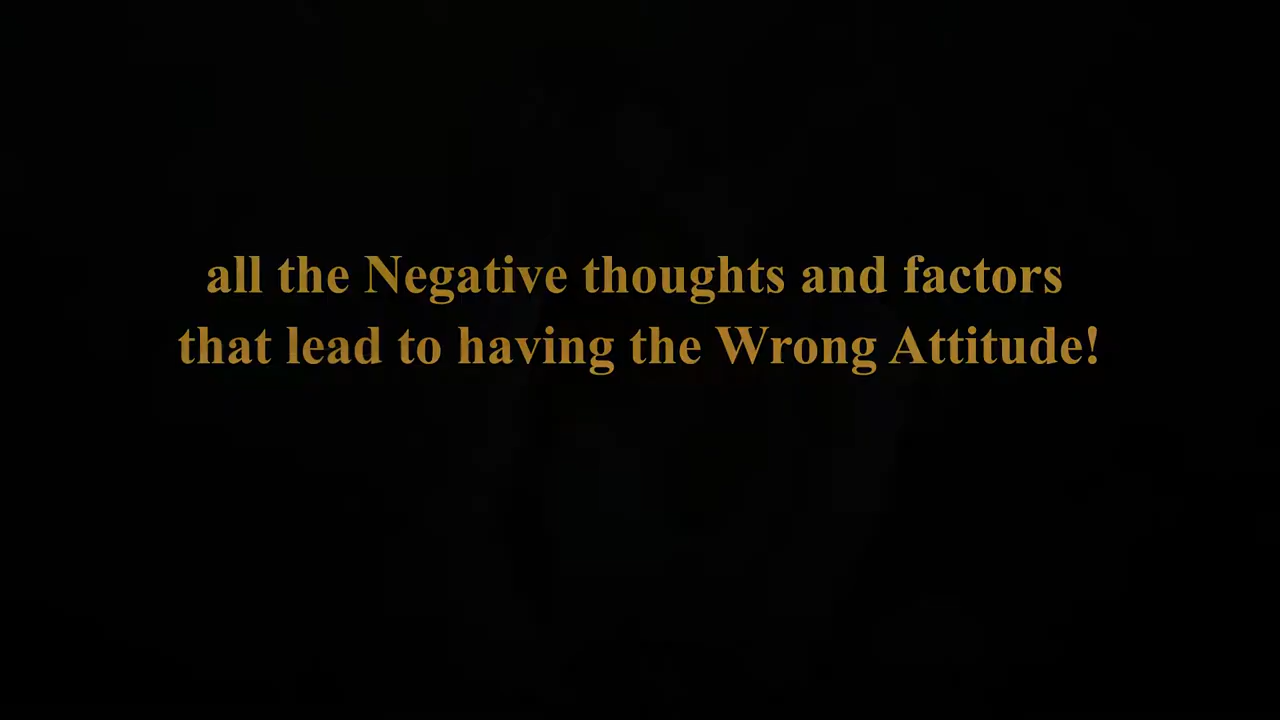 all the Negative thoughts and factors
that lead to having the Wrong Attitude!